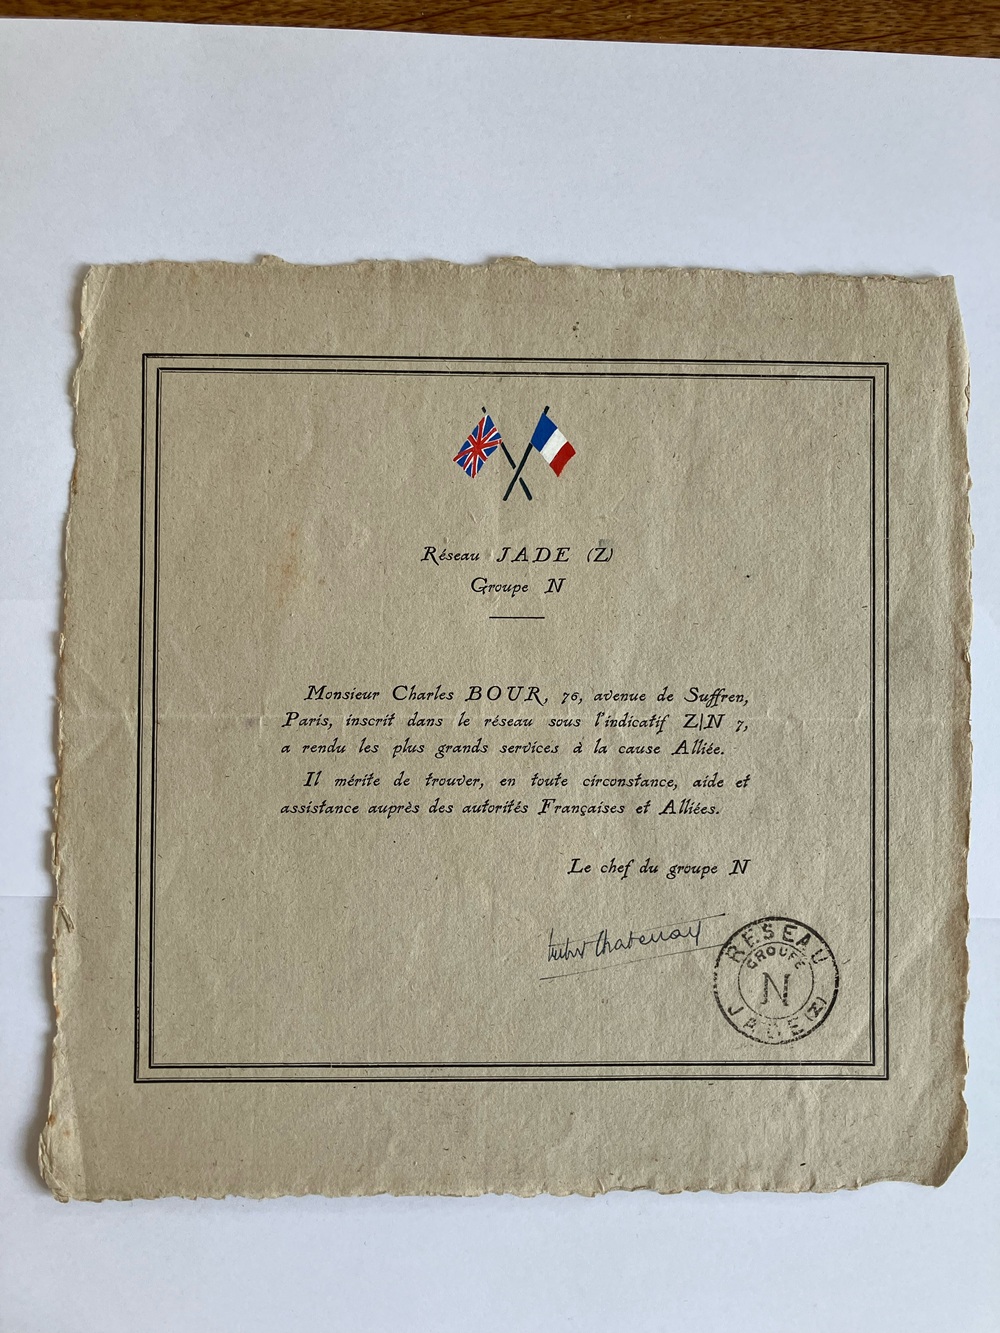 Réseau JADE (Z)
Groupe N
Monsieur Charles BOUR, 76, avenue de Suffren,
Paris, inscrit dans le réseau sous l'indicatif Z|N 7,
a rendu les plus grands services à la cause Alliée.
Il mérite de trouver, en toute circonstance, aide et
assistance auprès des autorités Françaises et Alliées.
Le chef du groupe N
RESEAU
GROUPE
N
JADE (Z)